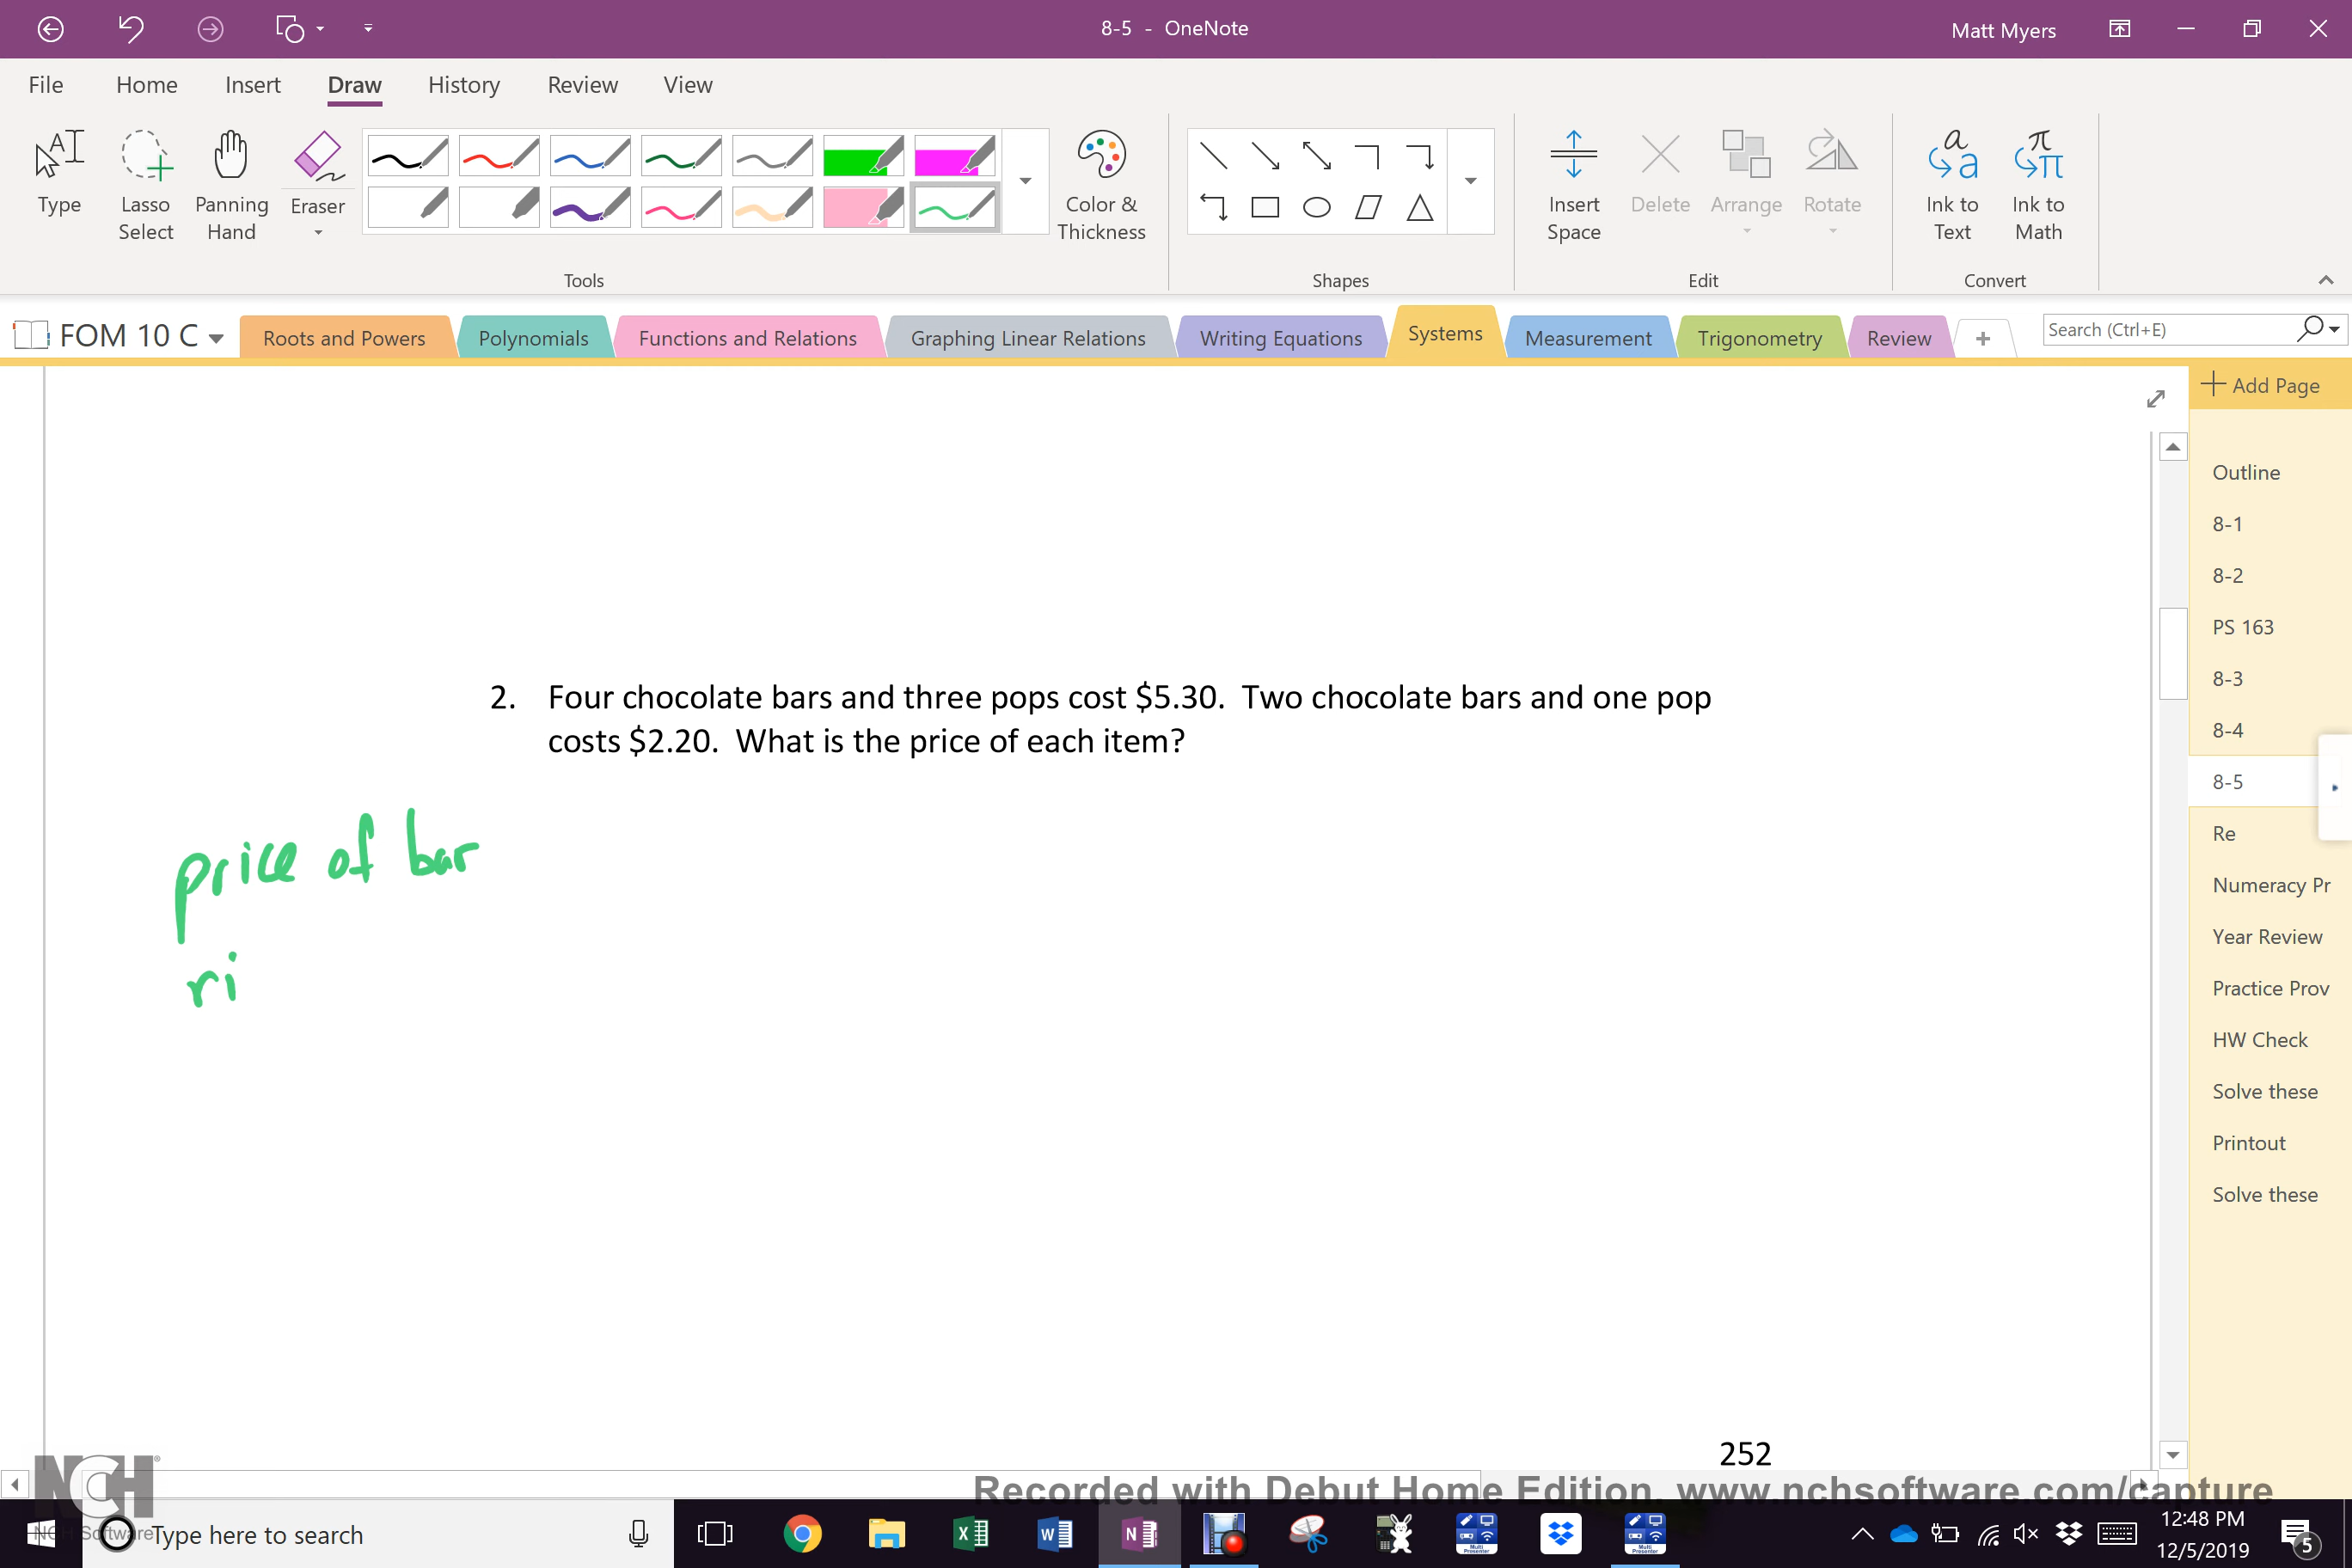 8-5 - OneNote
Matt Myers
File Home Insert Draw History Review View
Type
Lasso Select
Panning Hand
Eraser
Color & Thickness
Insert Space
Delete
Arrange
Rotate
Ink to Text
Ink to Math
Tools
Shapes
Edit
Convert
FOM 10 C
Roots and Powers
Polynomials
Functions and Relations
Graphing Linear Relations
Writing Equations
Systems
Measurement
Trigonometry
Review
Search (Ctrl+E)
Add Page
Outline
8-1
8-2
PS 163
8-3
8-4
8-5
Re
Numeracy Pr
Year Review
Practice Prov
HW Check
Solve these
Printout
Solve these
2. Four chocolate bars and three pops cost $5.30. Two chocolate bars and one pop
costs $2.20. What is the price of each item?
price of bar
ri
252
NCH
NCH Software
Recorded with Debut Home Edition. www.nchsoftware.com/capture
Type here to search
12:48 PM
12/5/2019
5